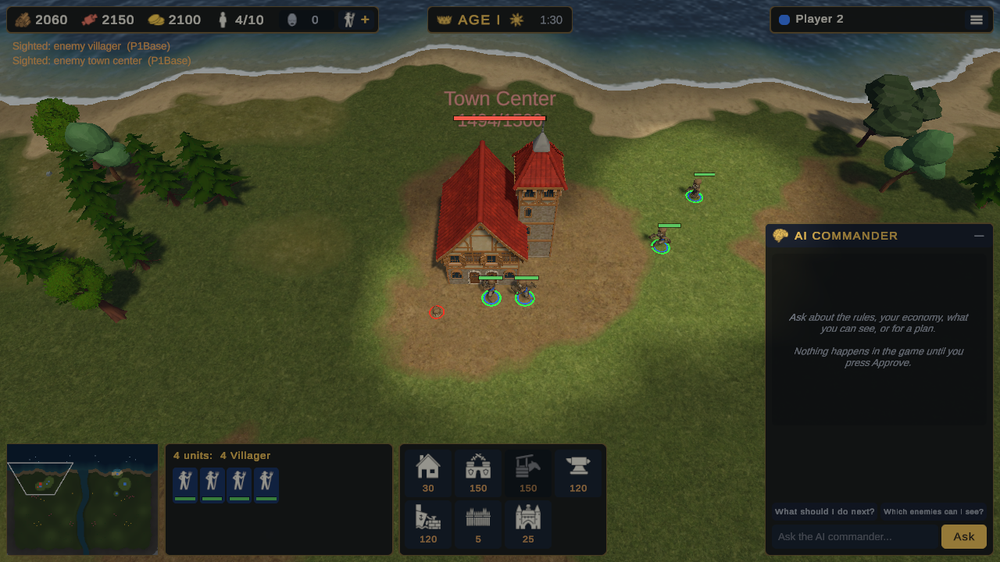 2060 2150 2100 4/10 0 +
AGE I 1:30
Player 2
Sighted: enemy villager (P1Base)
Sighted: enemy town center (P1Base)
Town Center
1494/1500
AI COMMANDER
Ask about the rules, your economy, what
you can see, or for a plan.
Nothing happens in the game until you
press Approve.
4 units: 4 Villager
30 150 150 120
120 5 25
What should I do next? Which enemies can I see?
Ask the AI commander... Ask